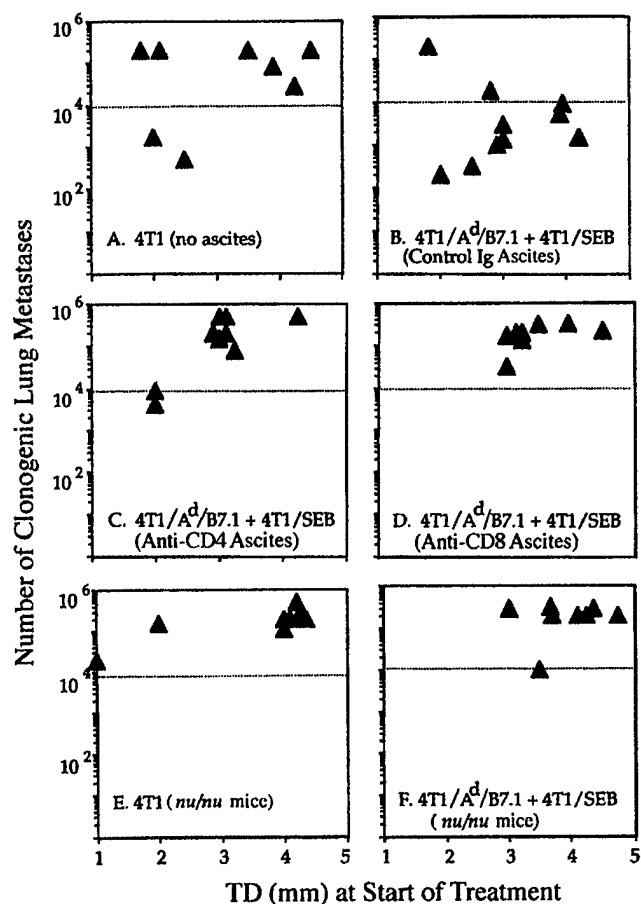 Number of Clonogenic Lung Metastases
10^6
10^4
10^2
A. 4T1 (no ascites)
B. 4T1/A^d/B7.1 + 4T1/SEB
(Control Ig Ascites)
10^6
10^4
10^2
C. 4T1/A^d/B7.1 + 4T1/SEB
(Anti-CD4 Ascites)
D. 4T1/A^d/B7.1 + 4T1/SEB
(Anti-CD8 Ascites)
10^6
10^4
10^2
E. 4T1 (nu/nu mice)
F. 4T1/A^d/B7.1 + 4T1/SEB
(nu/nu mice)
1 2 3 4 5
1 2 3 4 5
TD (mm) at Start of Treatment